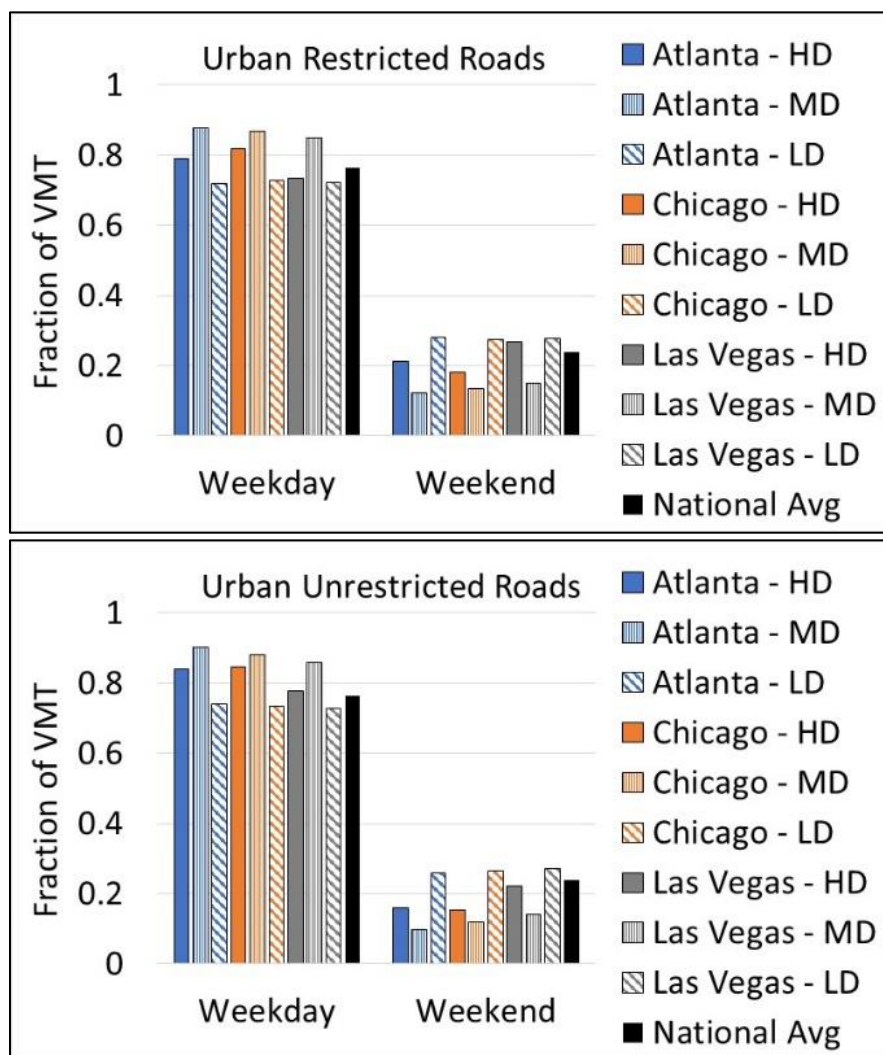 Urban Restricted Roads
Fraction of VMT
1
0.8
0.6
0.4
0.2
0
Weekday
Weekend
Atlanta - HD
Atlanta - MD
Atlanta - LD
Chicago - HD
Chicago - MD
Chicago - LD
Las Vegas - HD
Las Vegas - MD
Las Vegas - LD
National Avg
Urban Unrestricted Roads
Fraction of VMT
1
0.8
0.6
0.4
0.2
0
Weekday
Weekend
Atlanta - HD
Atlanta - MD
Atlanta - LD
Chicago - HD
Chicago - MD
Chicago - LD
Las Vegas - HD
Las Vegas - MD
Las Vegas - LD
National Avg